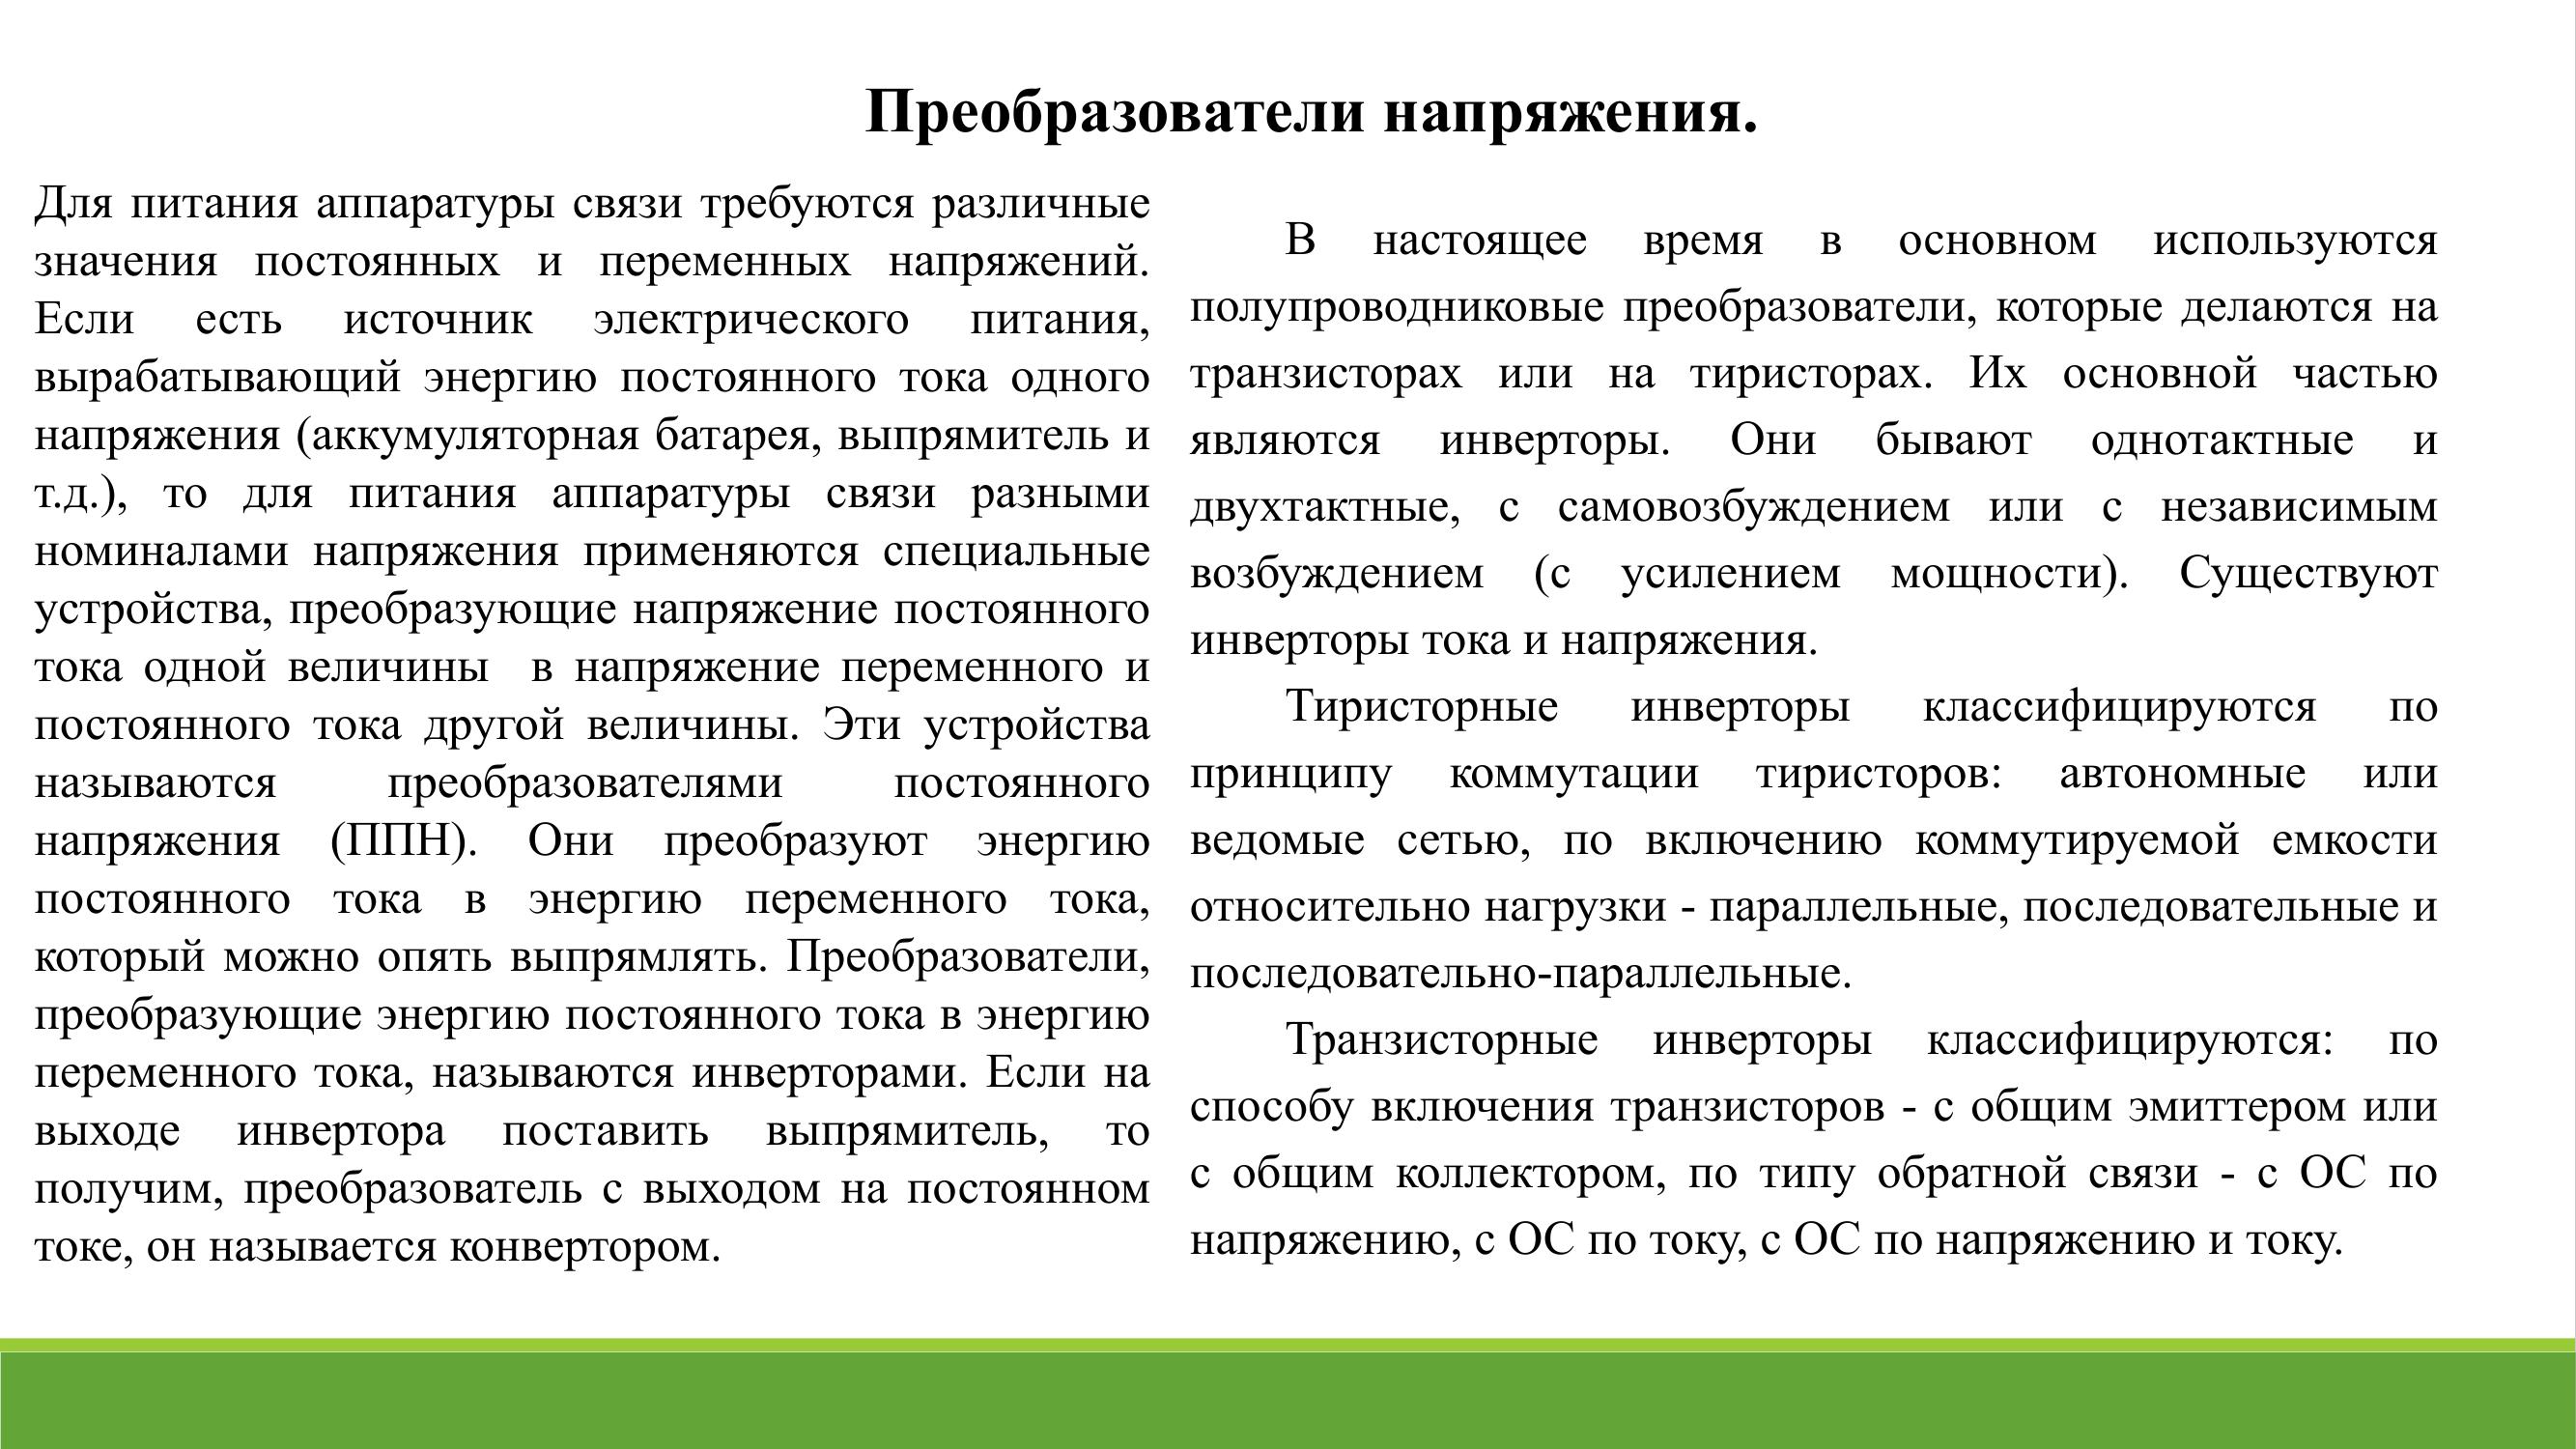 Преобразователи напряжения.
Для питания аппаратуры связи требуются различные
значения постоянных и переменных напряжений.
Если есть источник электрического питания,
вырабатывающий энергию постоянного тока одного
напряжения (аккумуляторная батарея, выпрямитель и
т.д.), то для питания аппаратуры связи разными
номиналами напряжения применяются специальные
устройства, преобразующие напряжение постоянного
тока одной величины в напряжение переменного и
постоянного тока другой величины. Эти устройства
называются преобразователями постоянного
напряжения (ППН). Они преобразуют энергию
постоянного тока в энергию переменного тока,
который можно опять выпрямлять. Преобразователи,
преобразующие энергию постоянного тока в энергию
переменного тока, называются инверторами. Если на
выходе инвертора поставить выпрямитель, то
получим, преобразователь с выходом на постоянном
токе, он называется конвертором.
В настоящее время в основном используются
полупроводниковые преобразователи, которые делаются на
транзисторах или на тиристорах. Их основной частью
являются инверторы. Они бывают однотактные и
двухтактные, с самовозбуждением или с независимым
возбуждением (с усилением мощности). Существуют
инверторы тока и напряжения.
Тиристорные инверторы классифицируются по
принципу коммутации тиристоров: автономные или
ведомые сетью, по включению коммутируемой емкости
относительно нагрузки - параллельные, последовательные и
последовательно-параллельные.
Транзисторные инверторы классифицируются: по
способу включения транзисторов - с общим эмиттером или
с общим коллектором, по типу обратной связи - с ОС по
напряжению, с ОС по току, с ОС по напряжению и току.